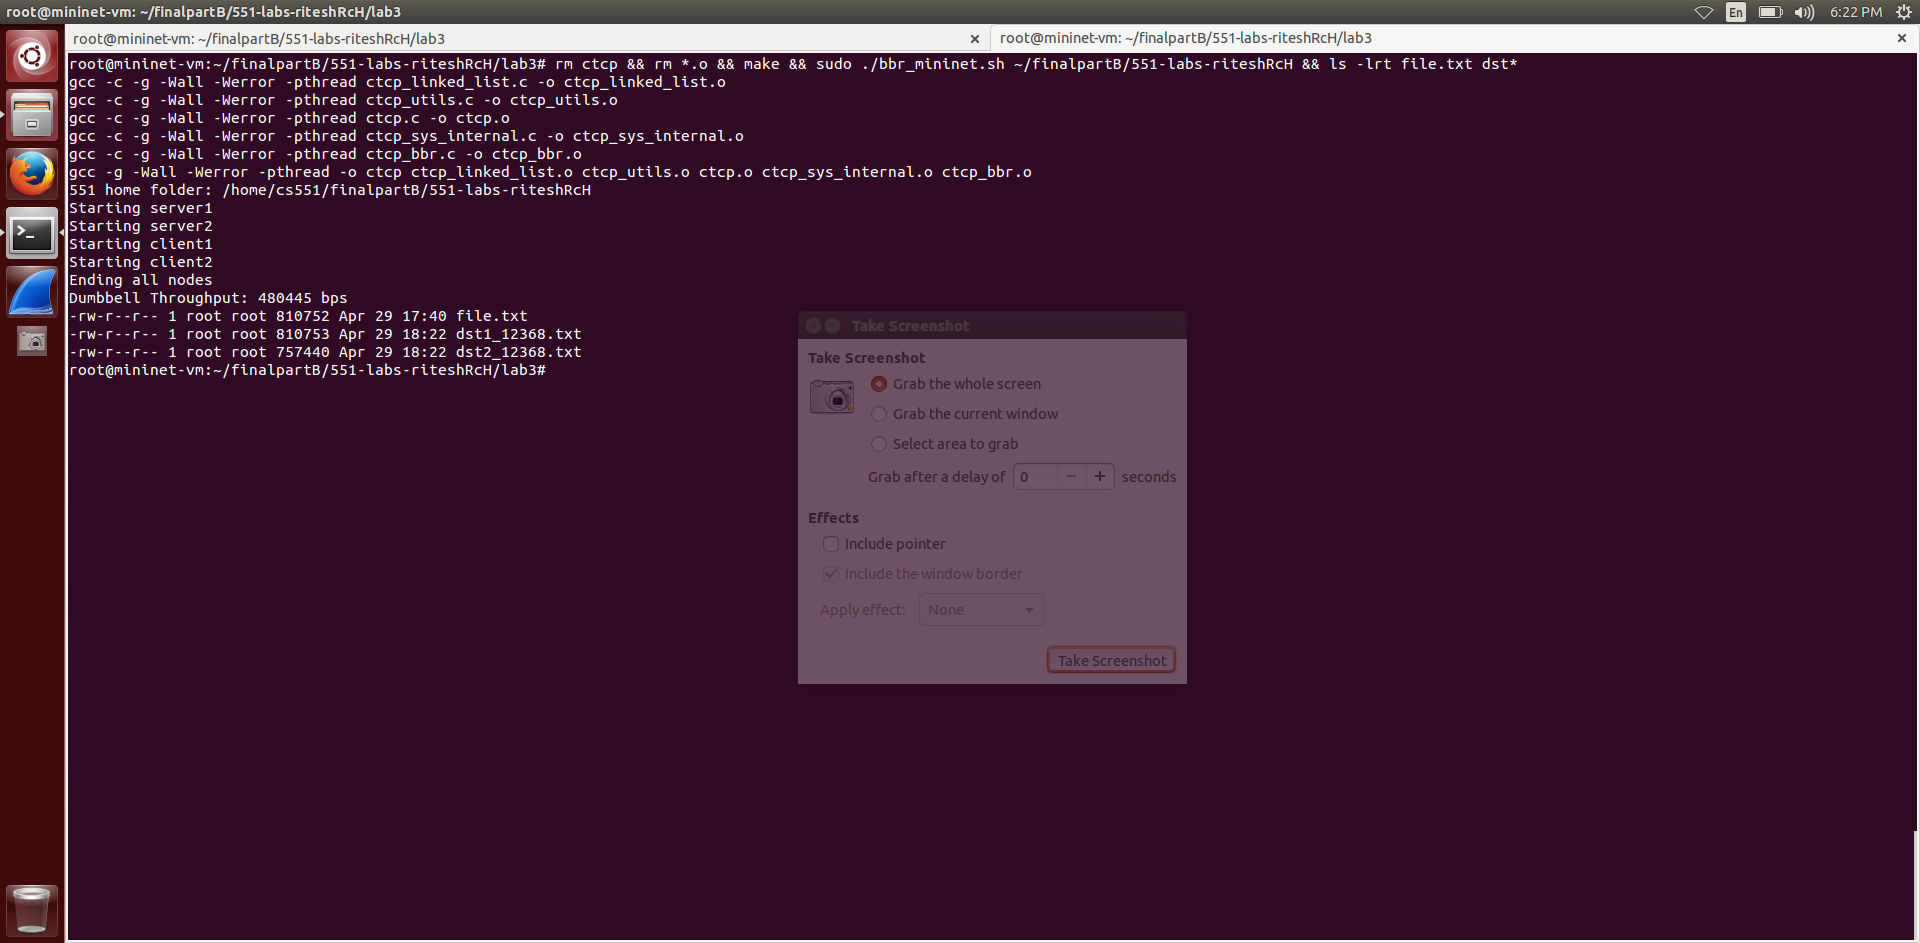 root@mininet-vm: ~/finalpartB/551-labs-riteshRcH/lab3
En
6:22 PM
root@mininet-vm: ~/finalpartB/551-labs-riteshRcH/lab3
root@mininet-vm: ~/finalpartB/551-labs-riteshRcH/lab3
root@mininet-vm:~/finalpartB/551-labs-riteshRcH/lab3# rm ctcp && rm *.o && make && sudo ./bbr_mininet.sh ~/finalpartB/551-labs-riteshRcH && ls -lrt file.txt dst*
gcc -c -g -Wall -Werror -pthread ctcp_linked_list.c -o ctcp_linked_list.o
gcc -c -g -Wall -Werror -pthread ctcp_utils.c -o ctcp_utils.o
gcc -c -g -Wall -Werror -pthread ctcp.c -o ctcp.o
gcc -c -g -Wall -Werror -pthread ctcp_sys_internal.c -o ctcp_sys_internal.o
gcc -c -g -Wall -Werror -pthread ctcp_bbr.c -o ctcp_bbr.o
gcc -g -Wall -Werror -pthread -o ctcp ctcp_linked_list.o ctcp_utils.o ctcp.o ctcp_sys_internal.o ctcp_bbr.o
551 home folder: /home/cs551/finalpartB/551-labs-riteshRcH
Starting server1
Starting server2
Starting client1
Starting client2
Ending all nodes
Dumbbell Throughput: 480445 bps
-rw-r--r-- 1 root root 810752 Apr 29 17:40 file.txt
-rw-r--r-- 1 root root 810753 Apr 29 18:22 dst1_12368.txt
-rw-r--r-- 1 root root 757440 Apr 29 18:22 dst2_12368.txt
root@mininet-vm:~/finalpartB/551-labs-riteshRcH/lab3#
Take Screenshot
Take Screenshot
Grab the whole screen
Grab the current window
Select area to grab
Grab after a delay of 0 − + seconds
Effects
Include pointer
Include the window border
Apply effect: None
Take Screenshot